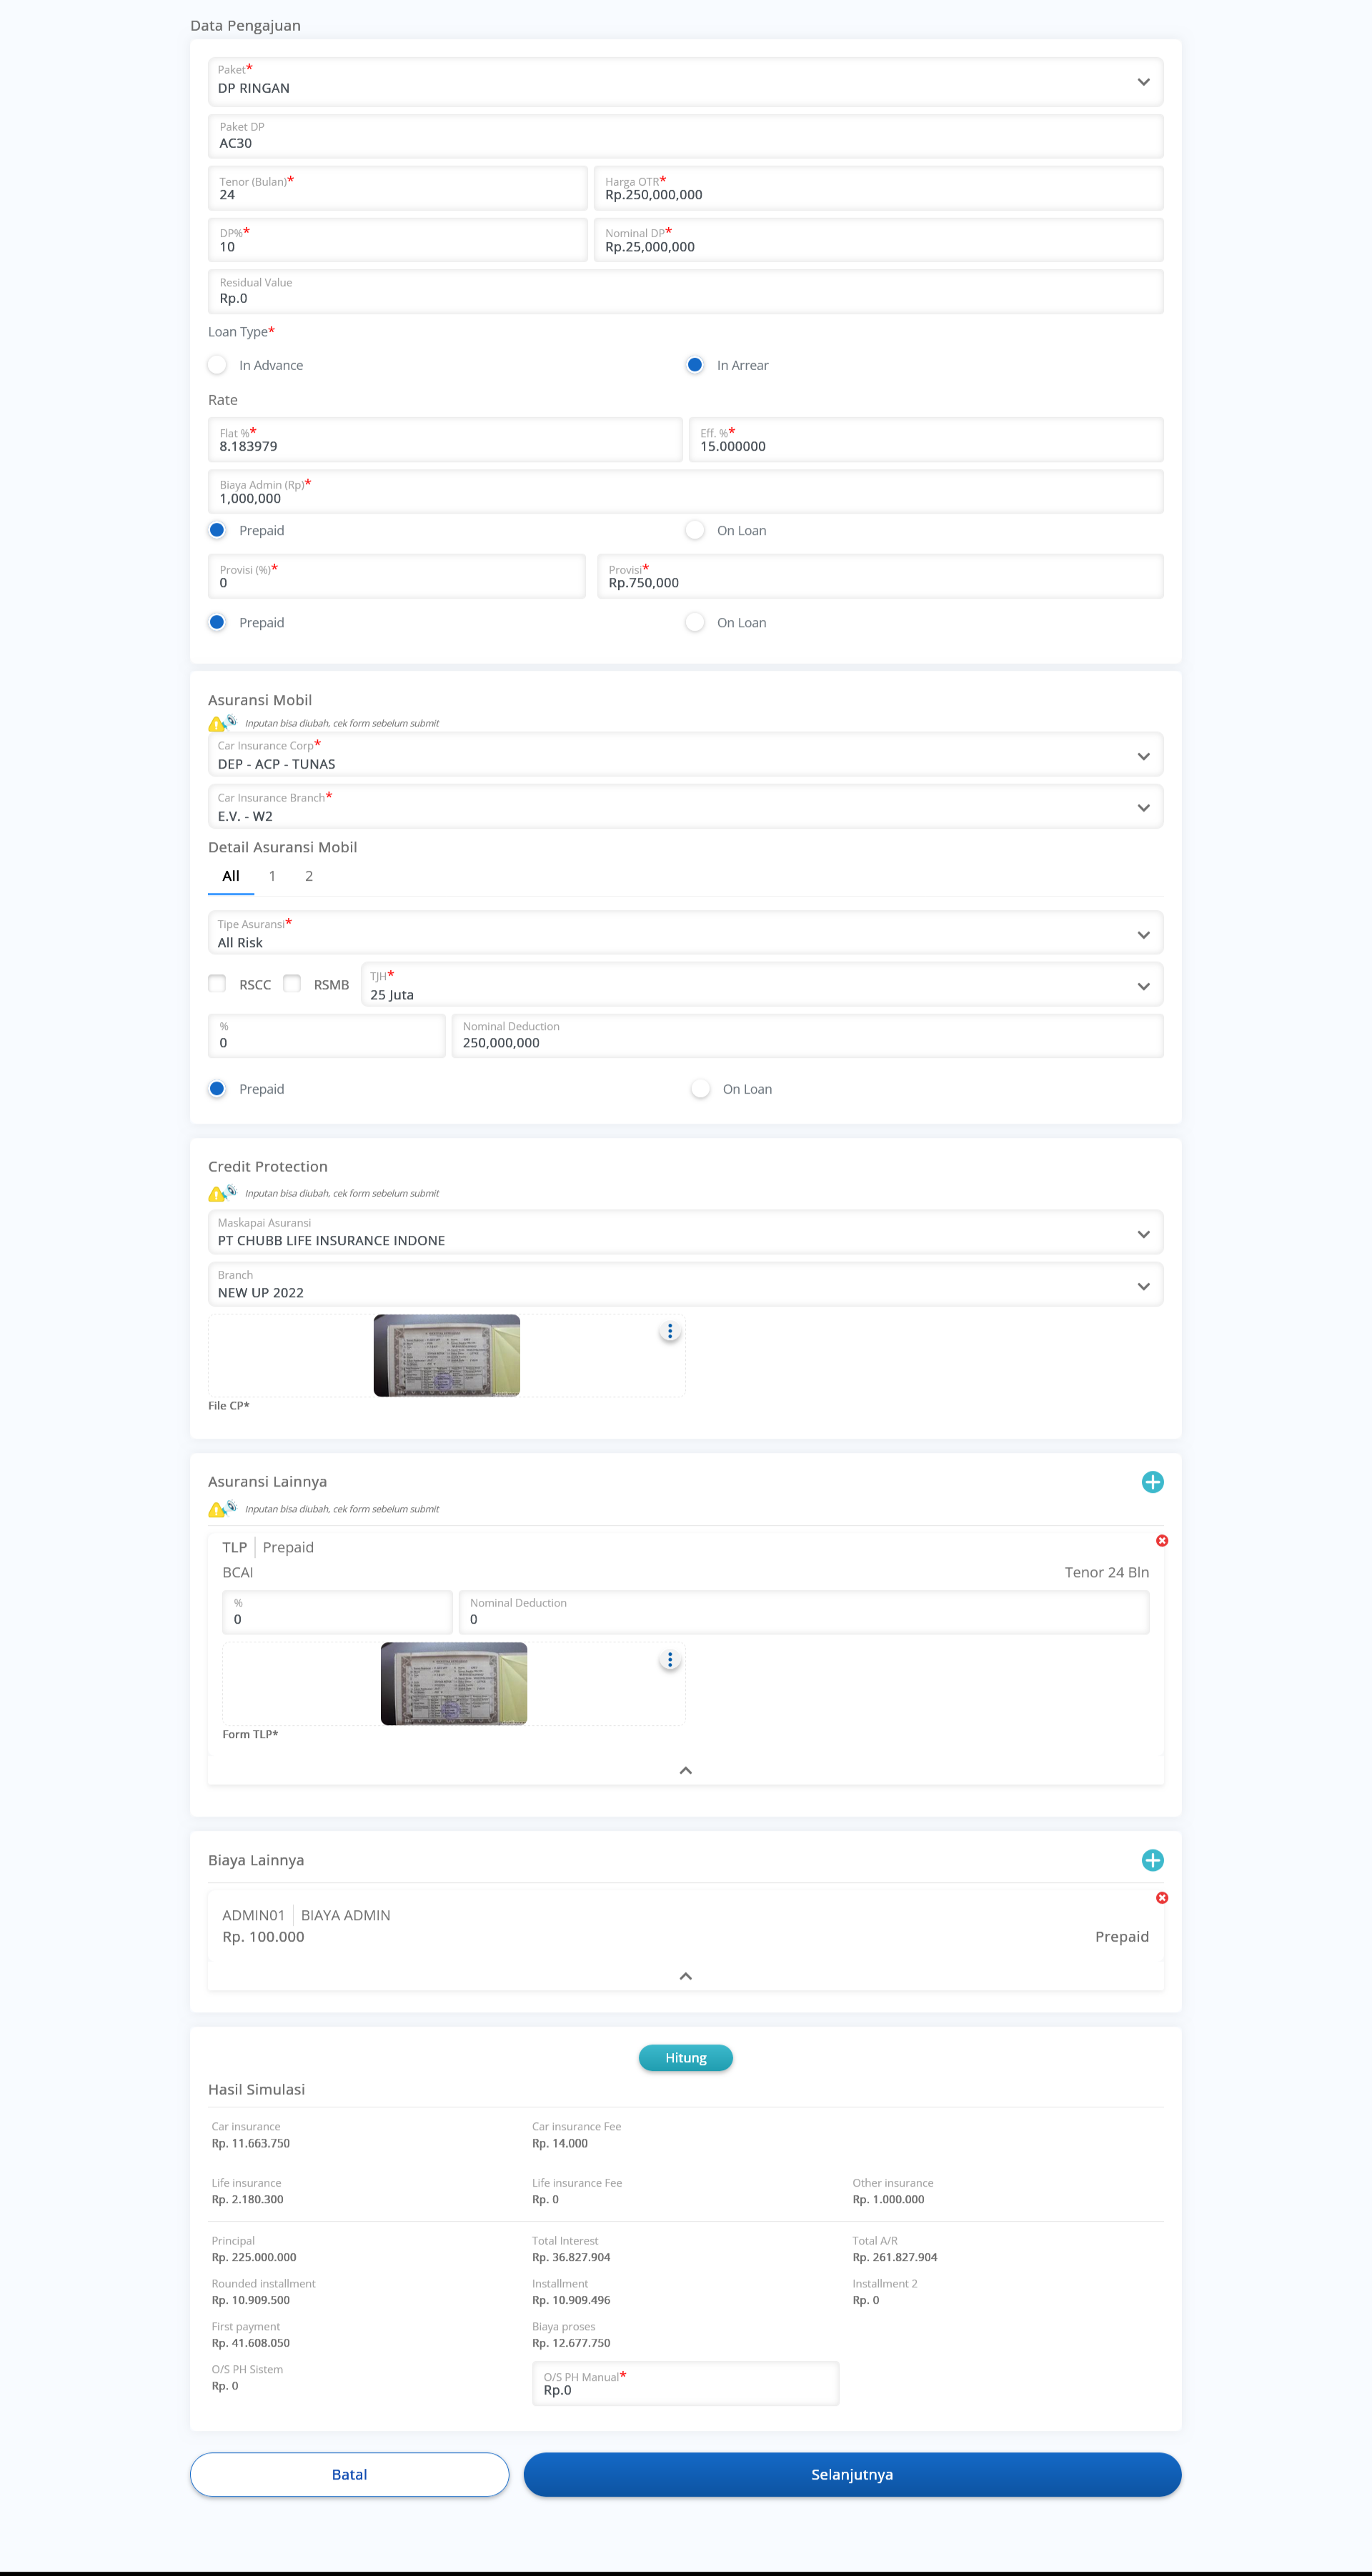 Data Pengajuan
Paket*
DP RINGAN
Paket DP
AC30
Tenor (Bulan)* Harga OTR*
24 Rp.250,000,000
DP%* Nominal DP*
10 Rp.25,000,000
Residual Value
Rp.0
Loan Type*
In Advance In Arrear
Rate
Flat %* Eff. %*
8.183979 15.000000
Biaya Admin (Rp)*
1,000,000
Prepaid On Loan
Provisi (%)* Provisi*
0 Rp.750,000
Prepaid On Loan
Asuransi Mobil
Inputan bisa diubah, cek form sebelum submit
Car Insurance Corp*
DEP - ACP - TUNAS
Car Insurance Branch*
E.V. - W2
Detail Asuransi Mobil
All 1 2
Tipe Asuransi*
All Risk
RSCC RSMB TJH*
25 Juta
% Nominal Deduction
0 250,000,000
Prepaid On Loan
Credit Protection
Inputan bisa diubah, cek form sebelum submit
Maskapai Asuransi
PT CHUBB LIFE INSURANCE INDONE
Branch
NEW UP 2022
File CP*
Asuransi Lainnya
Inputan bisa diubah, cek form sebelum submit
TLP Prepaid
BCAI Tenor 24 Bln
% Nominal Deduction
0 0
Form TLP*
Biaya Lainnya
ADMIN01 BIAYA ADMIN
Rp. 100.000 Prepaid
Hitung
Hasil Simulasi
Car insurance Car insurance Fee
Rp. 11.663.750 Rp. 14.000
Life insurance Life insurance Fee Other insurance
Rp. 2.180.300 Rp. 0 Rp. 1.000.000
Principal Total Interest Total A/R
Rp. 225.000.000 Rp. 36.827.904 Rp. 261.827.904
Rounded installment Installment Installment 2
Rp. 10.909.500 Rp. 10.909.496 Rp. 0
First payment Biaya proses
Rp. 41.608.050 Rp. 12.677.750
O/S PH Sistem O/S PH Manual*
Rp. 0 Rp.0
Batal Selanjutnya